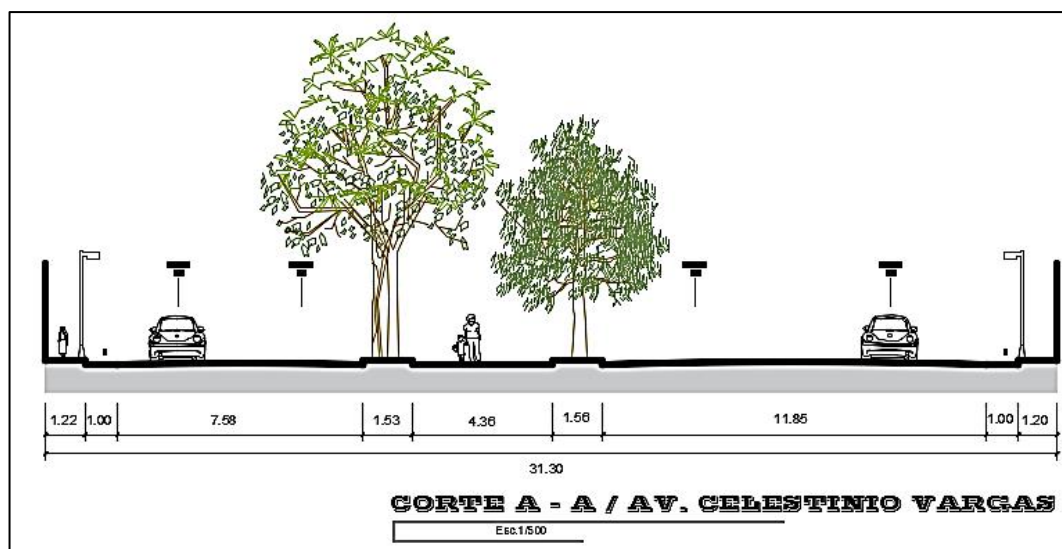 1.22 1.00 7.58 1.53 4.36 1.56 11.85 1.00 1.20
31.30
CORTE A - A / AV. CELESTINIO VARGAS
Esc.1/500